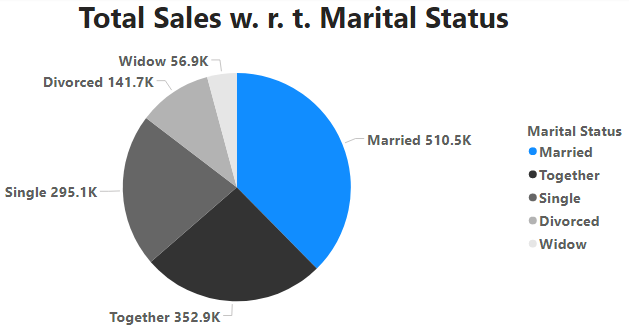 Total Sales w. r. t. Marital Status
Widow 56.9K
Divorced 141.7K
Married 510.5K
Single 295.1K
Together 352.9K
Marital Status
Married
Together
Single
Divorced
Widow